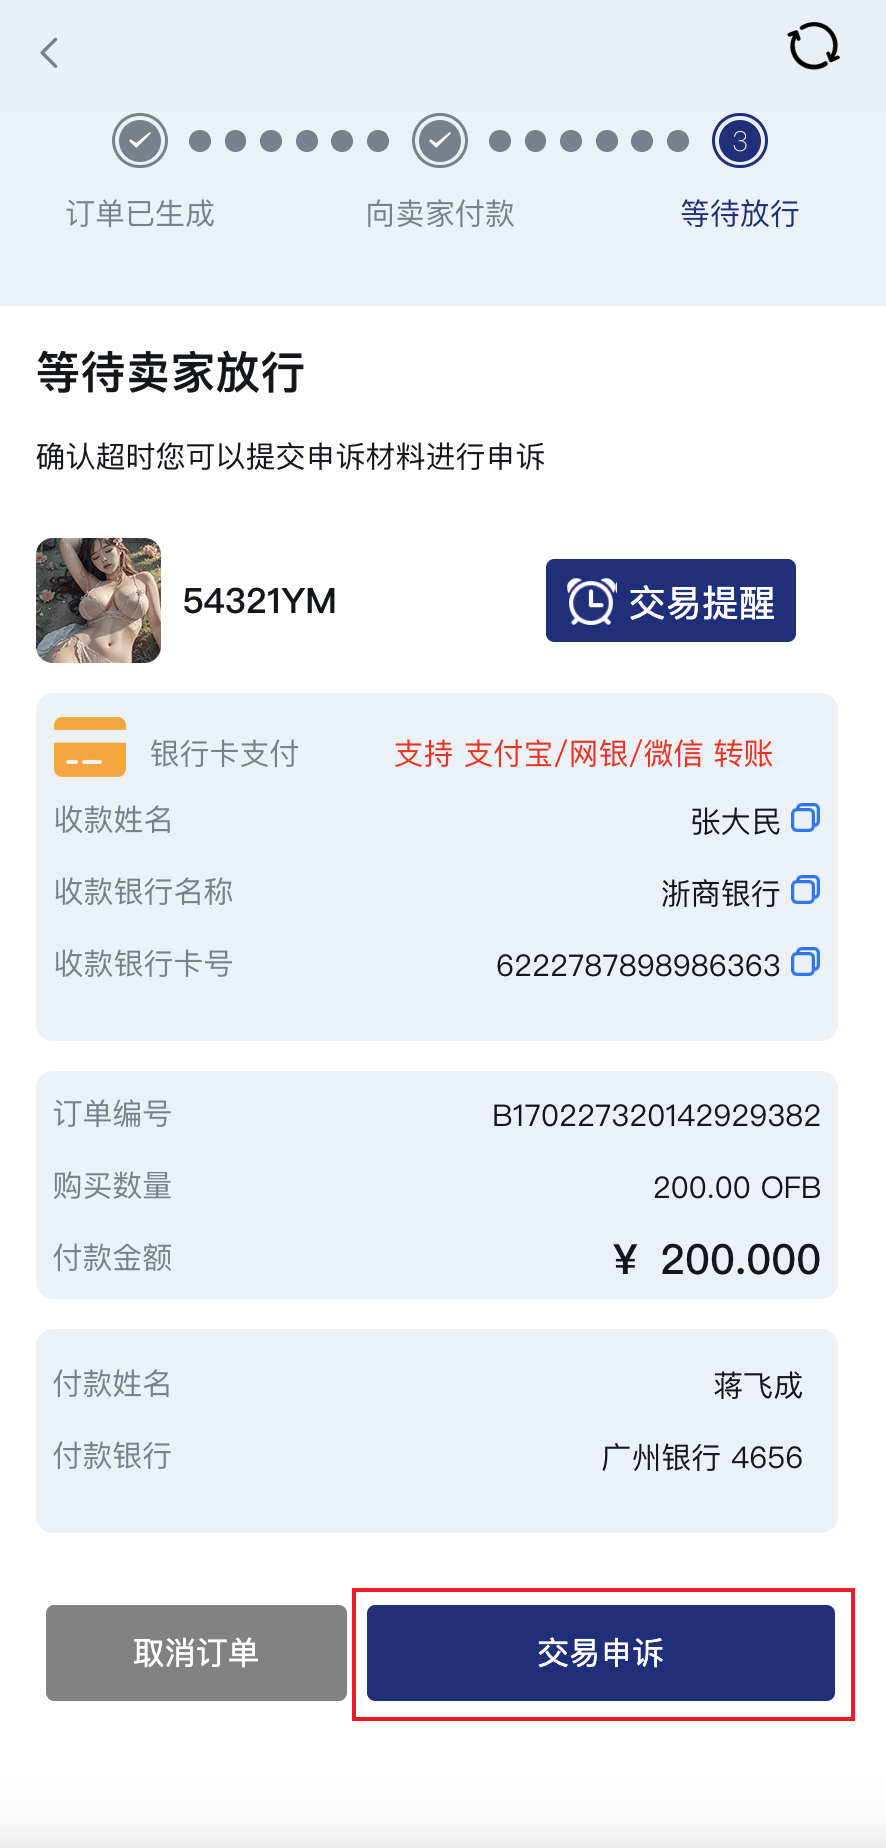 3
订单已生成
向卖家付款
等待放行
等待卖家放行
确认超时您可以提交申诉材料进行申诉
54321YM
交易提醒
银行卡支付 支持 支付宝/网银/微信 转账
收款姓名 张大民
收款银行名称 浙商银行
收款银行卡号 6222787898986363
订单编号 B170227320142929382
购买数量 200.00 OFB
付款金额 ¥ 200.000
付款姓名 蒋飞成
付款银行 广州银行 4656
取消订单
交易申诉